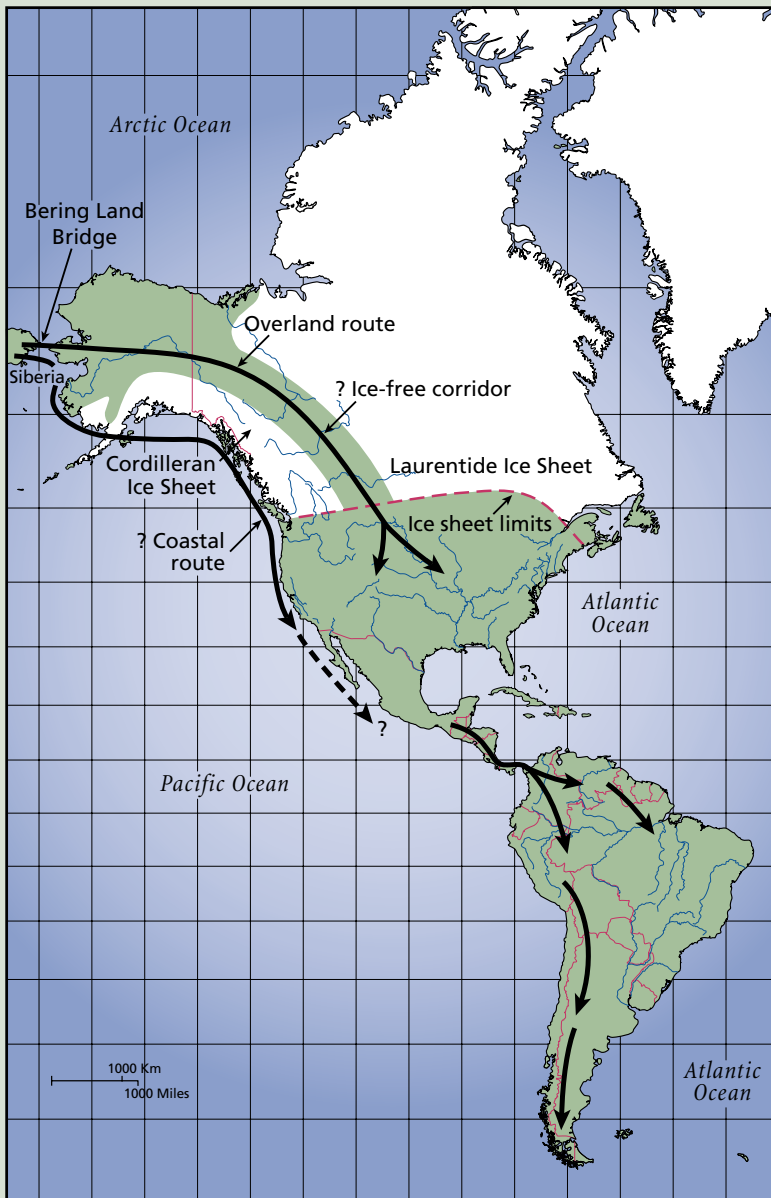 Arctic Ocean
Bering Land
Bridge
Overland route
Siberia
? Ice-free corridor
Cordilleran
Ice Sheet
Laurentide Ice Sheet
Ice sheet limits
? Coastal
route
Atlantic
Ocean
?
Pacific Ocean
1000 Km
1000 Miles
Atlantic
Ocean